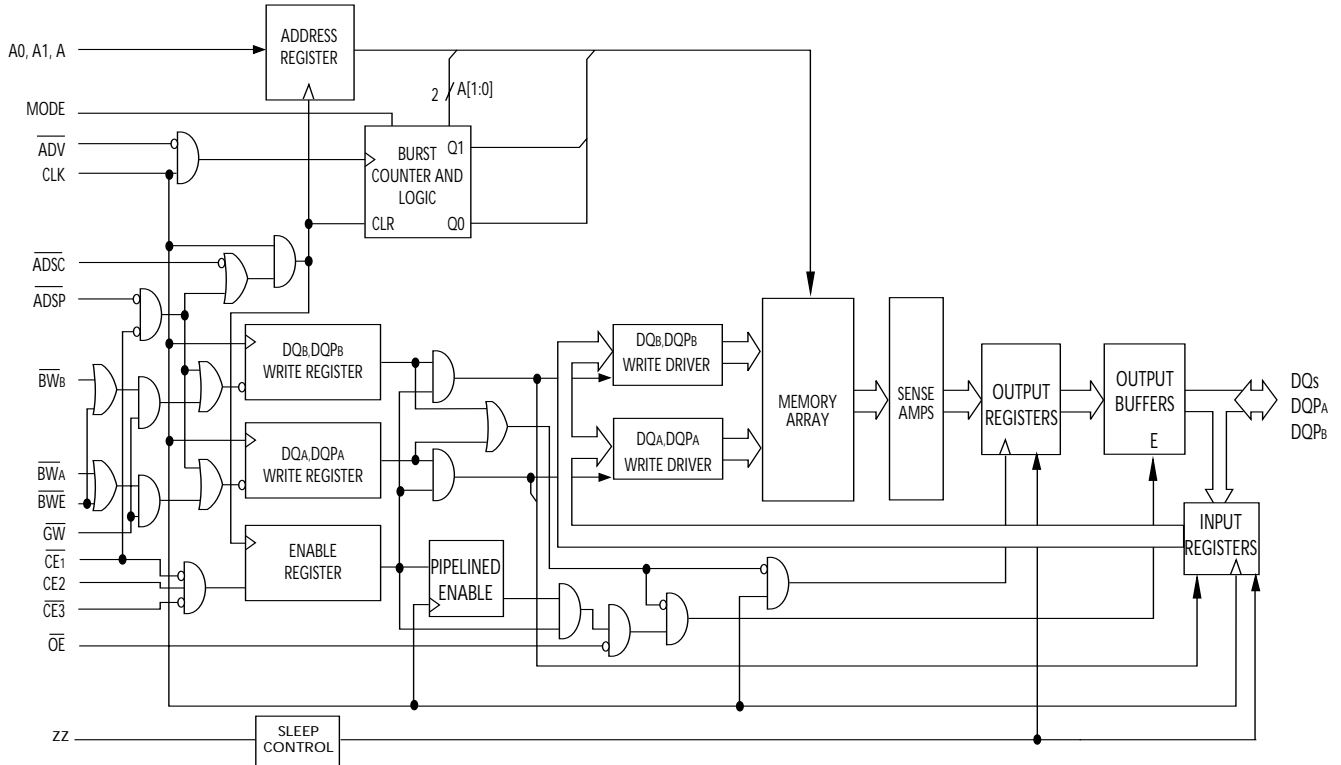 A0, A1, A
ADDRESS
REGISTER
MODE
2
A[1:0]
ADV
CLK
BURST
COUNTER AND
LOGIC
Q1
CLR
Q0
ADSC
ADSP
DQB,DQPB
WRITE REGISTER
DQB,DQPB
WRITE DRIVER
MEMORY
ARRAY
SENSE
AMPS
OUTPUT
REGISTERS
OUTPUT
BUFFERS
E
DQs
DQPA
DQPB
BWB
DQA,DQPA
WRITE REGISTER
DQA,DQPA
WRITE DRIVER
BWA
BWE
GW
CE1
CE2
CE3
ENABLE
REGISTER
PIPELINED
ENABLE
INPUT
REGISTERS
OE
ZZ
SLEEP
CONTROL